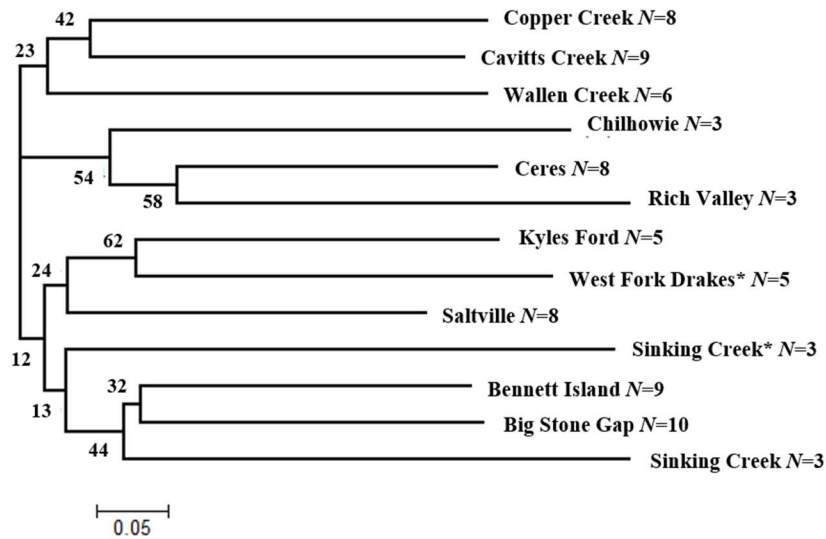 42
Copper Creek N=8
23
Cavitts Creek N=9
Wallen Creek N=6
Chilhowie N=3
54
Ceres N=8
58
Rich Valley N=3
62
Kyles Ford N=5
24
West Fork Drakes* N=5
Saltville N=8
12
Sinking Creek* N=3
32
Bennett Island N=9
13
Big Stone Gap N=10
44
Sinking Creek N=3
0.05